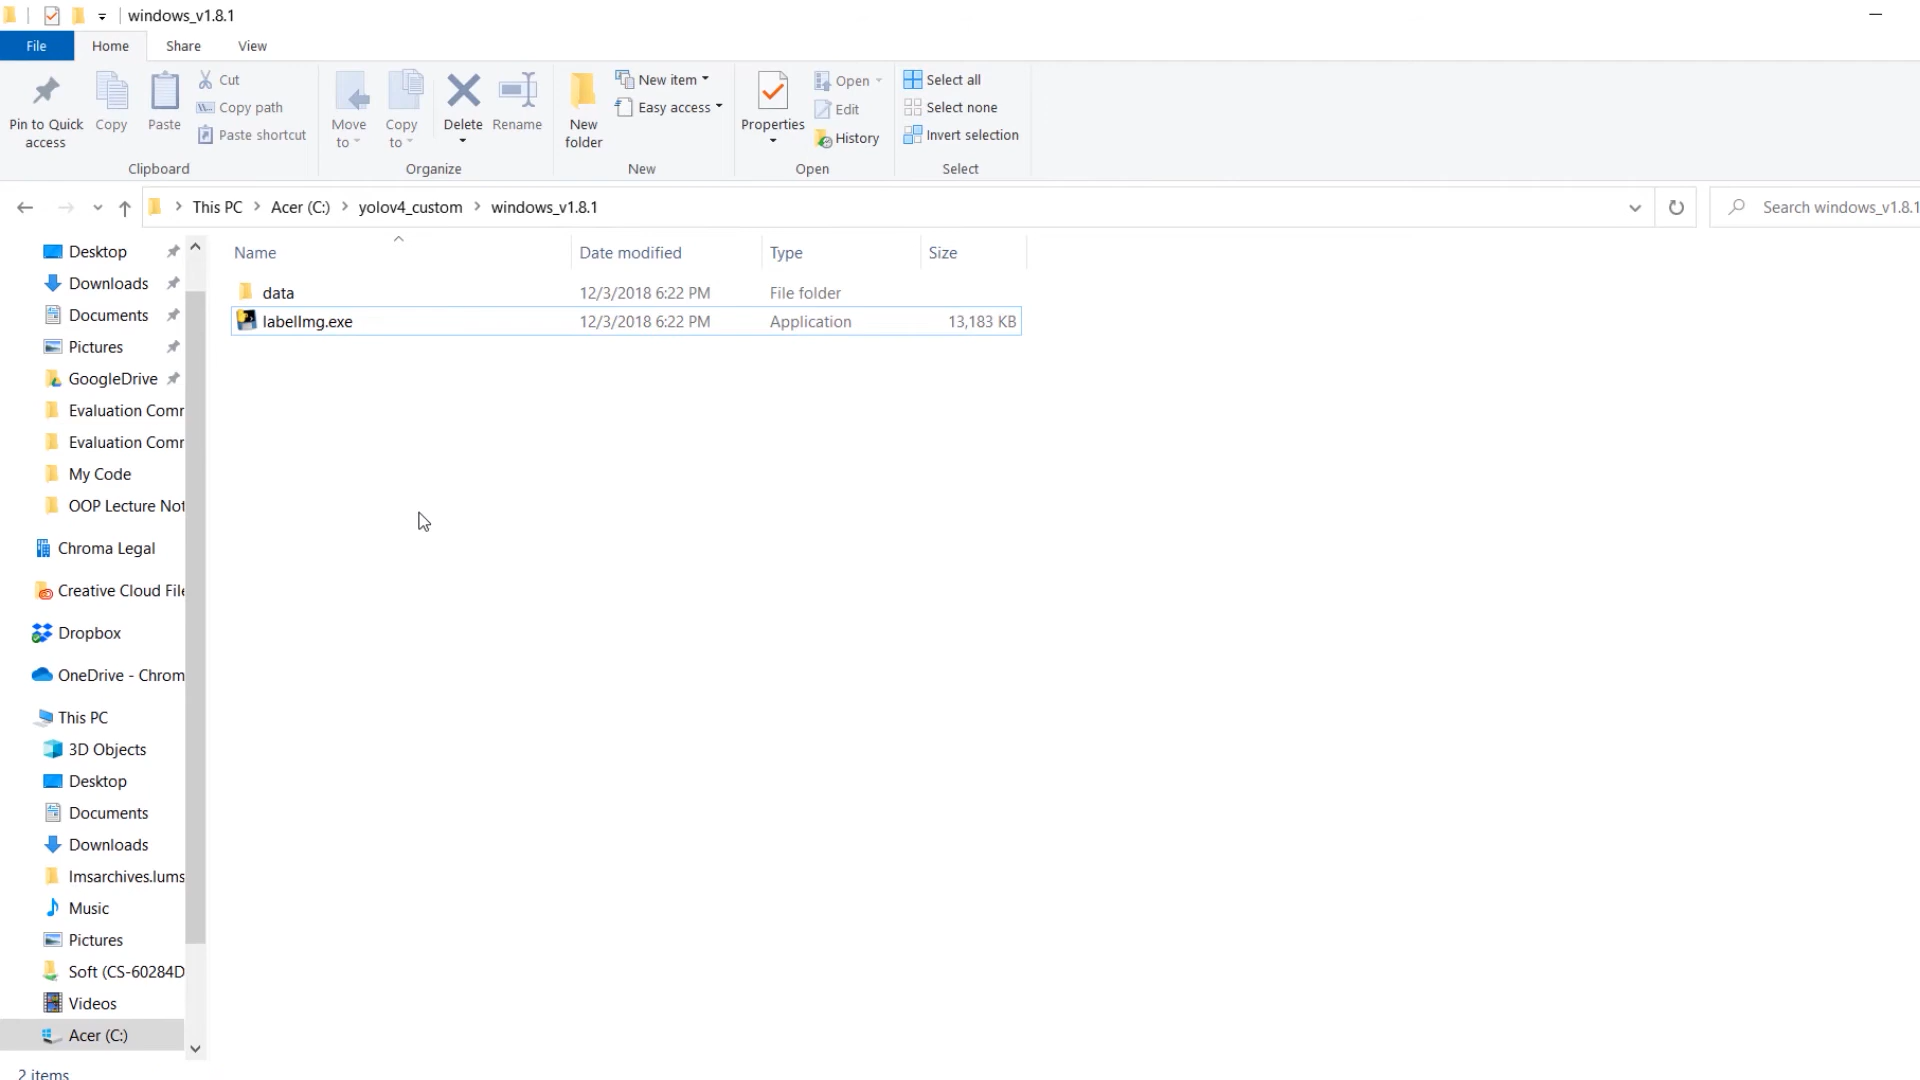 windows_v1.8.1
File Home Share View
Pin to Quick access
Copy
Paste
Cut
Copy path
Paste shortcut
Clipboard
Move to
Copy to
Delete
Rename
Organize
New folder
New item
Easy access
New
Properties
Open
Edit
History
Open
Select all
Select none
Invert selection
Select
This PC > Acer (C:) > yolov4_custom > windows_v1.8.1
Search windows_v1.8.1
Name Date modified Type Size
data 12/3/2018 6:22 PM File folder
labelImg.exe 12/3/2018 6:22 PM Application 13,183 KB
Desktop
Downloads
Documents
Pictures
GoogleDrive
Evaluation Comr
Evaluation Comr
My Code
OOP Lecture Not
Chroma Legal
Creative Cloud File
Dropbox
OneDrive - Chrom
This PC
3D Objects
Desktop
Documents
Downloads
lmsarchives.lums
Music
Pictures
Soft (CS-60284D
Videos
Acer (C:)
2 items